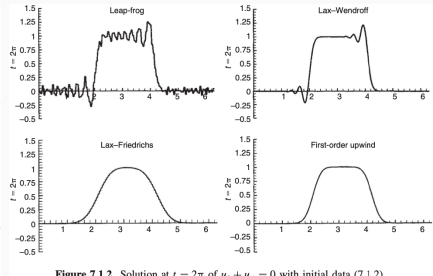 Leap-frog
1.5
1.25
1
0.75
0.5
0.25
0
−0.25
−0.5
t = 2π
2 3 4 5 6
Lax–Wendroff
1.5
1.25
1
0.75
0.5
0.25
0
−0.25
−0.5
t = 2π
1 2 3 4 5 6
Lax–Friedrichs
1.5
1.25
1
0.75
0.5
0.25
0
−0.25
−0.5
t = 2π
1 2 3 4 5 6
First-order upwind
1.5
1.25
1
0.75
0.5
0.25
0
−0.25
−0.5
t = 2π
1 2 3 4 5 6
Figure 7.1.2 Solution at t = 2π of = 0 with initial data (7.1.2)